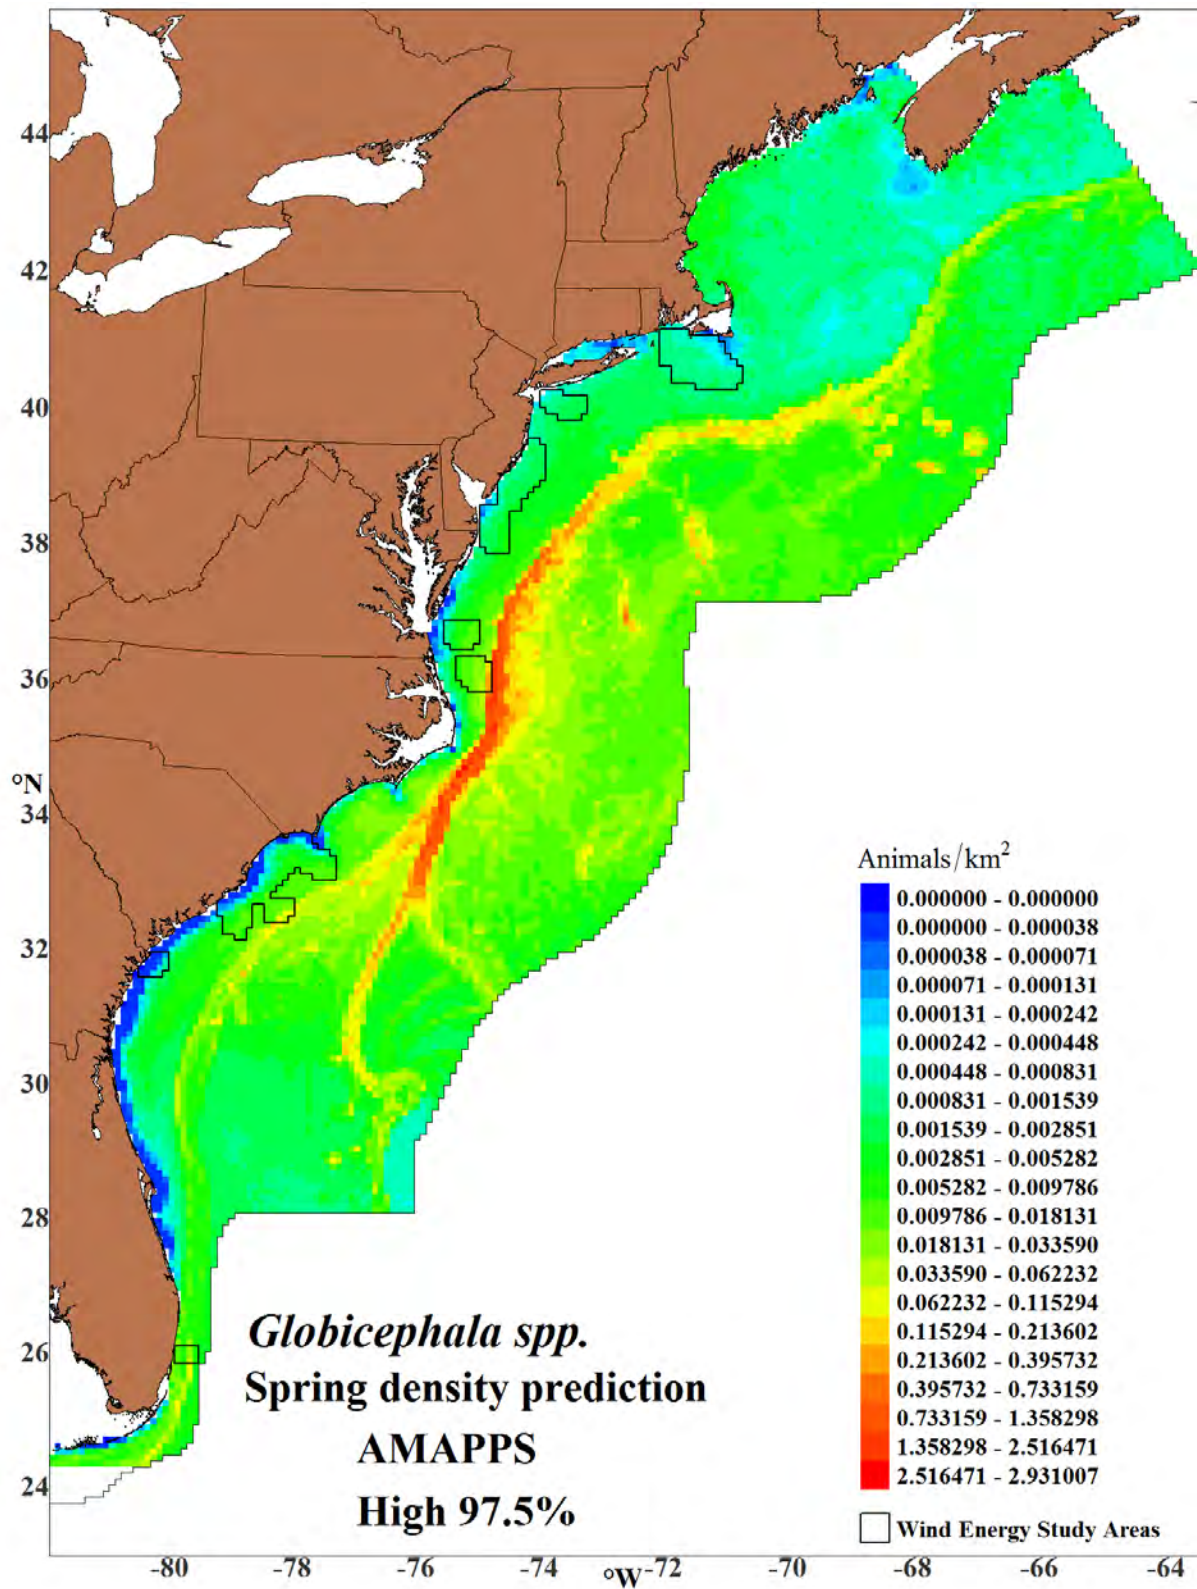 44
42
40
38
36
°N
34
32
30
28
26
24
Animals/km²
0.000000 - 0.000000
0.000000 - 0.000038
0.000038 - 0.000071
0.000071 - 0.000131
0.000131 - 0.000242
0.000242 - 0.000448
0.000448 - 0.000831
0.000831 - 0.001539
0.001539 - 0.002851
0.002851 - 0.005282
0.005282 - 0.009786
0.009786 - 0.018131
0.018131 - 0.033590
0.033590 - 0.062232
0.062232 - 0.115294
0.115294 - 0.213602
0.213602 - 0.395732
0.395732 - 0.733159
0.733159 - 1.358298
1.358298 - 2.516471
2.516471 - 2.931007
Wind Energy Study Areas
Globicephala spp.
Spring density prediction
AMAPPS
High 97.5%
-80 -78 -76 -74 °W -72 -70 -68 -66 -64